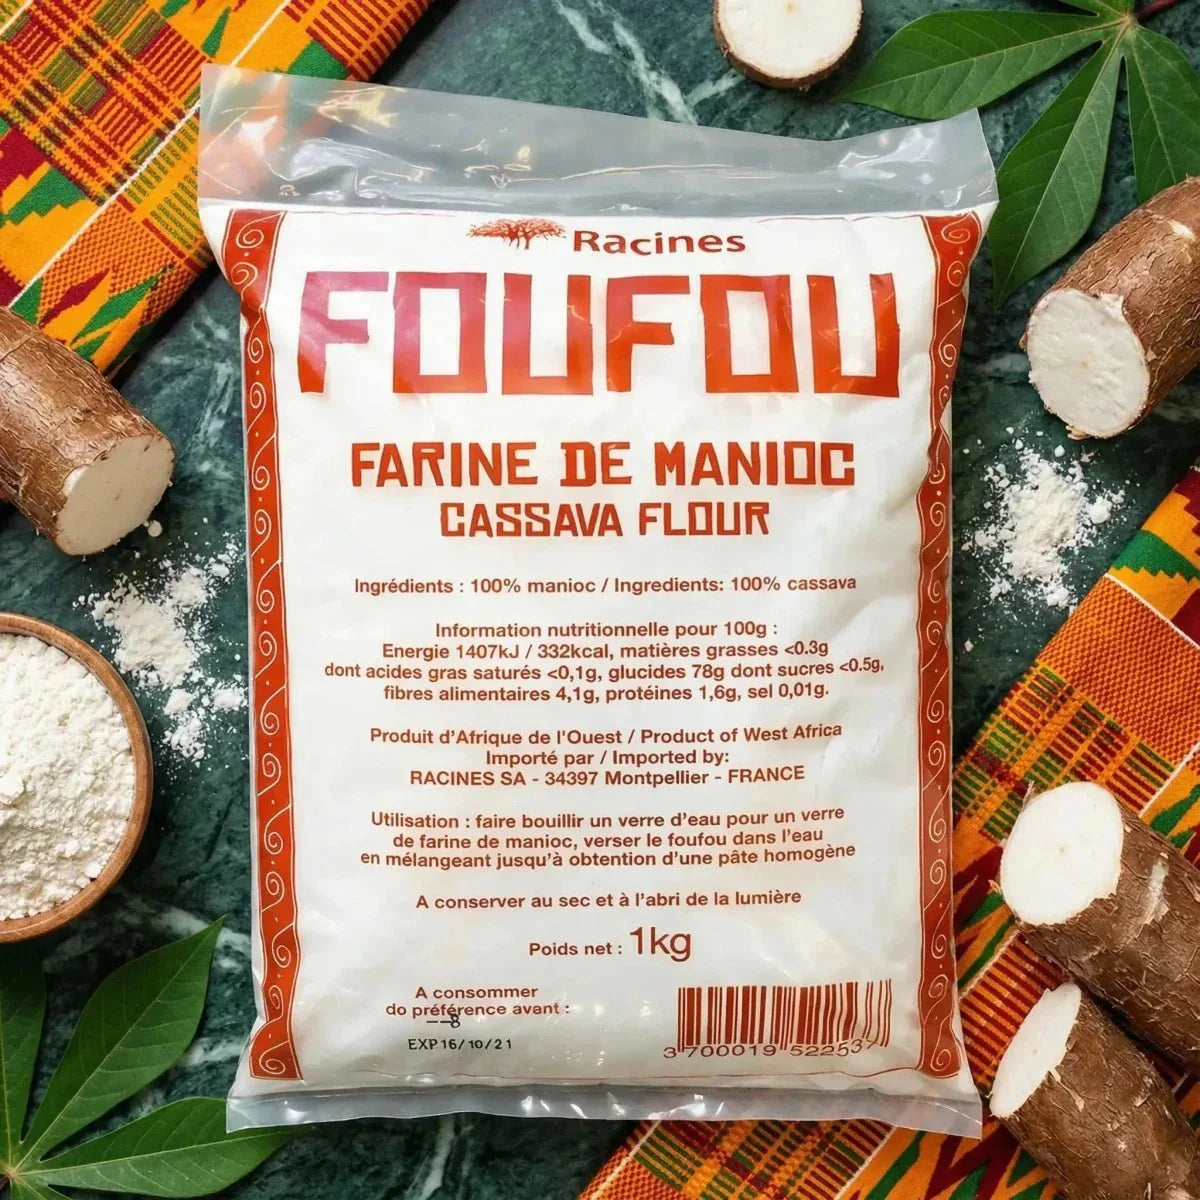 Racines
FOUFOU
FARINE DE MANIOC
CASSAVA FLOUR
Ingrédients : 100% manioc / Ingredients: 100% cassava
Information nutritionnelle pour 100g :
Energie 1407kJ / 332kcal, matières grasses <0.3g
dont acides gras saturés <0,1g, glucides 78g dont sucres <0.5g,
fibres alimentaires 4,1g, protéines 1,6g, sel 0,01g.
Produit d'Afrique de l'Ouest / Product of West Africa
Importé par / Imported by:
RACINES SA - 34397 Montpellier - FRANCE
Utilisation : faire bouillir un verre d'eau pour un verre
de farine de manioc, verser le foufou dans l'eau
en mélangeant jusqu'à obtention d'une pâte homogène
A conserver au sec et à l'abri de la lumière
Poids net : 1kg
A consommer
do préférence avant :
EXP 16/10/21
3 700019 522537